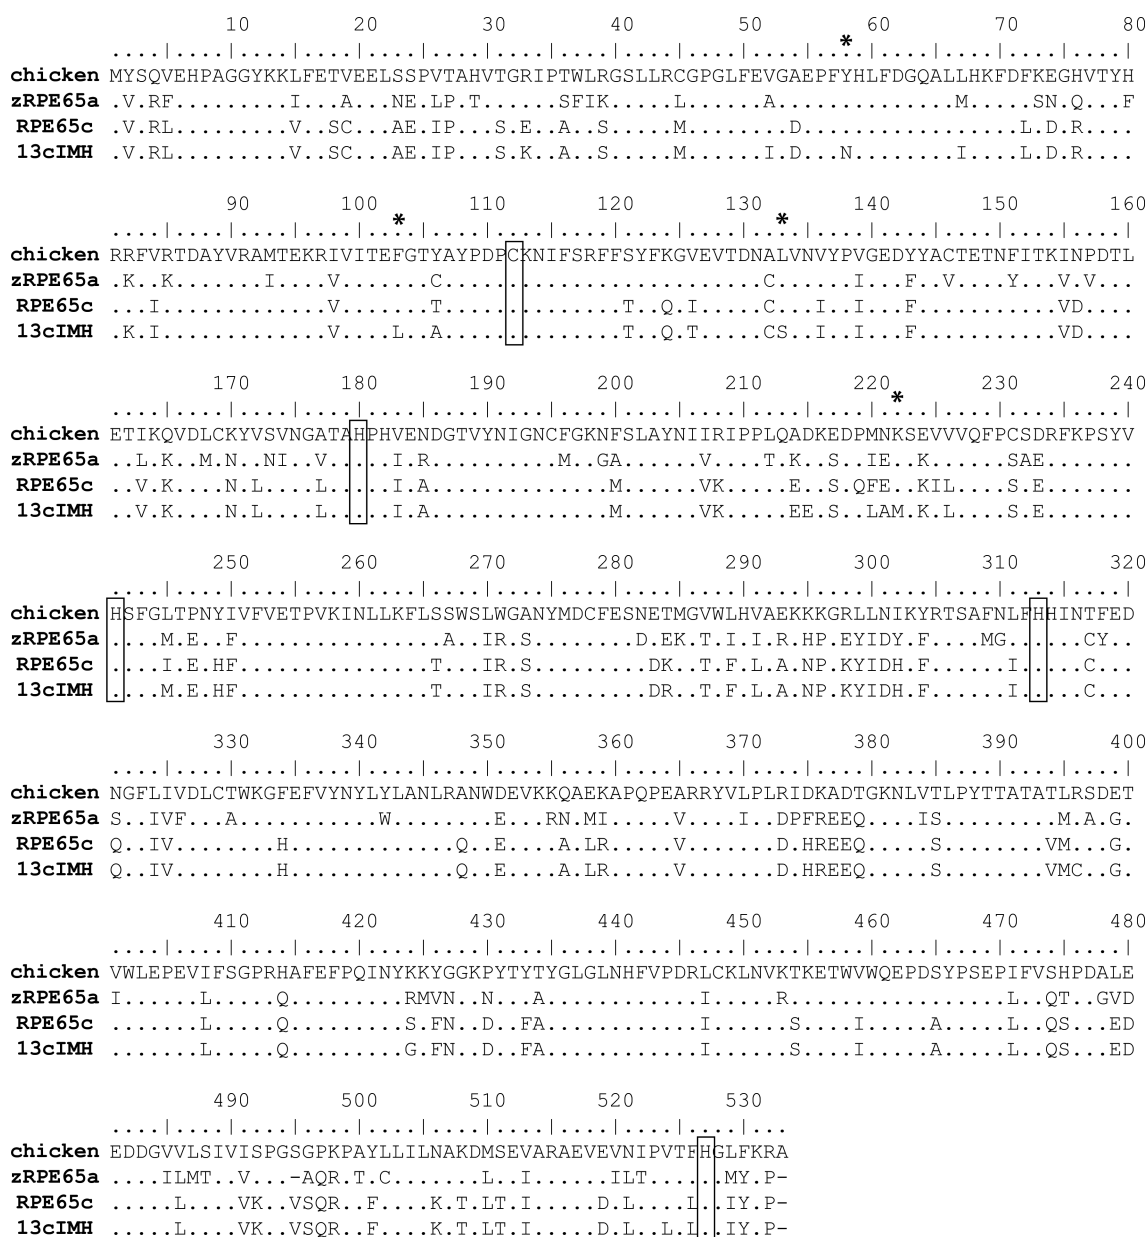 10 20 30 40 50 60 70 80
*
....|....|....|....|....|....|....|....|....|....|....|....|....|....|....|....|
chicken MYSQVEHPAGGYKKLFETVEELSSPVTAHVTGRIPTWLRGSLLRCGPGLFEVGAEPFYHLFDGQALLHKFDFKEGHVTYH
zRPE65a .V.RF.........I...A...NE.LP.T......SFIK.....L......A..............M.....SN.Q...F
RPE65c .V.RL.........V..SC...AE.IP...S.E..A..S.....M........D.................L.D.R....
13cIMH .V.RL.........V..SC...AE.IP...S.K..A..S.....M......I.D...N........I....L.D.R....
90 100 110 120 130 140 150 160
* *
....|....|....|....|....|....|....|....|....|....|....|....|....|....|....|....|
chicken RRFVRTDAYVRAMTEKRIVITEFGTYAYPDPCKNIFSRFFSYFKGVEVTDNALVNVYPVGEDYYACTETNFITKINPDTL
zRPE65a .K..K.......I....V.......C.........................C......I...F..V....Y...V.V...
RPE65c ...I.............V.......T..............T..Q.I.....C...I..I...F...........VD....
13cIMH .K.I.............V....L..A..............T..Q.T.....CS..I..I...F...........VD....
170 180 190 200 210 220 230 240
*
....|....|....|....|....|....|....|....|....|....|....|....|....|....|....|....|
chicken ETIKQVDLCKYVSVNGATAHPHVENDGTVYNIGNCFGKNFSLAYNIIRIPPLQADKEDPMNKSEVVVQFPCSDRFKPSYV
zRPE65a ..L.K..M.N..NI..V.....I.R..........M..GA......V....T.K..S..IE..K......SAE.......
RPE65c ..V.K....N.L....L.....I.A..............M......VK.....E..S.QFE..KIL....S.E.......
13cIMH ..V.K....N.L....L.....I.A..............M......VK.....EE.S..LAM.K.L....S.E.......
250 260 270 280 290 300 310 320
....|....|....|....|....|....|....|....|....|....|....|....|....|....|....|....|
chicken HSFGLTPNYIVFVETPVKINLLKFLSSWSLWGANYMDCFESNETMGVWLHVAEKKKGRLLNIKYRTSAFNLFHHINTFED
zRPE65a ....M.E..F................A..IR.S........D.EK.T.I.I.R.HP.EYIDY.F....MG......CY..
RPE65c ....I.E.HF...............T...IR.S.........DK..T.F.L.A.NP.KYIDH.F......I.....C...
13cIMH ....M.E.HF...............T...IR.S.........DR..T.F.L.A.NP.KYIDH.F......I.....C...
330 340 350 360 370 380 390 400
....|....|....|....|....|....|....|....|....|....|....|....|....|....|....|....|
chicken NGFLIVDLCTWKGFEFVYNYLYLANLRANWDEVKKQAEKAPQPEARRYVLPLRIDKADTGKNLVTLPYTTATATLRSDET
zRPE65a S..IVF...A...........W........E...RN.MI.....V....I..DPFREEQ....IS.........M.A.G.
RPE65c Q..IV........H.............Q..E....A.LR.....V.......D.HREEQ.....S........VM...G.
13cIMH Q..IV........H.............Q..E....A.LR.....V.......D.HREEQ.....S........VMC..G.
410 420 430 440 450 460 470 480
....|....|....|....|....|....|....|....|....|....|....|....|....|....|....|....|
chicken VWLEPEVIFSGPRHAFEFPQINYKKYGGKPYTYTYGLGLNHFVPDRLCKLNVKTKETWVWQEPDSYPSEPIFVSHPDALE
zRPE65a I......L.....Q.........RMVN..N...A............I.....R.................L..QT..GVD
RPE65c .......L.....Q.........S.FN..D..FA............I......S....I.....A.....L..QS...ED
13cIMH .......L.....Q.........G.FN..D..FA............I......S....I.....A.....L..QS...ED
490 500 510 520 530
....|....|....|....|....|....|....|....|....|....|...
chicken EDDGVVLSIVISPGSGPKPAYLLILNAKDMSEVARAEVEVNIPVTFHGLFKRA
zRPE65a ....ILMT..V...-AQR.T.C.......L..I......ILT......MY.P-
RPE65c .....L....VK..VSQR..F....K.T.LT.I.....D.L....L..IY.P-
13cIMH .....L....VK..VSQR..F....K.T.LT.I.....D.L..L.L..IY.P-